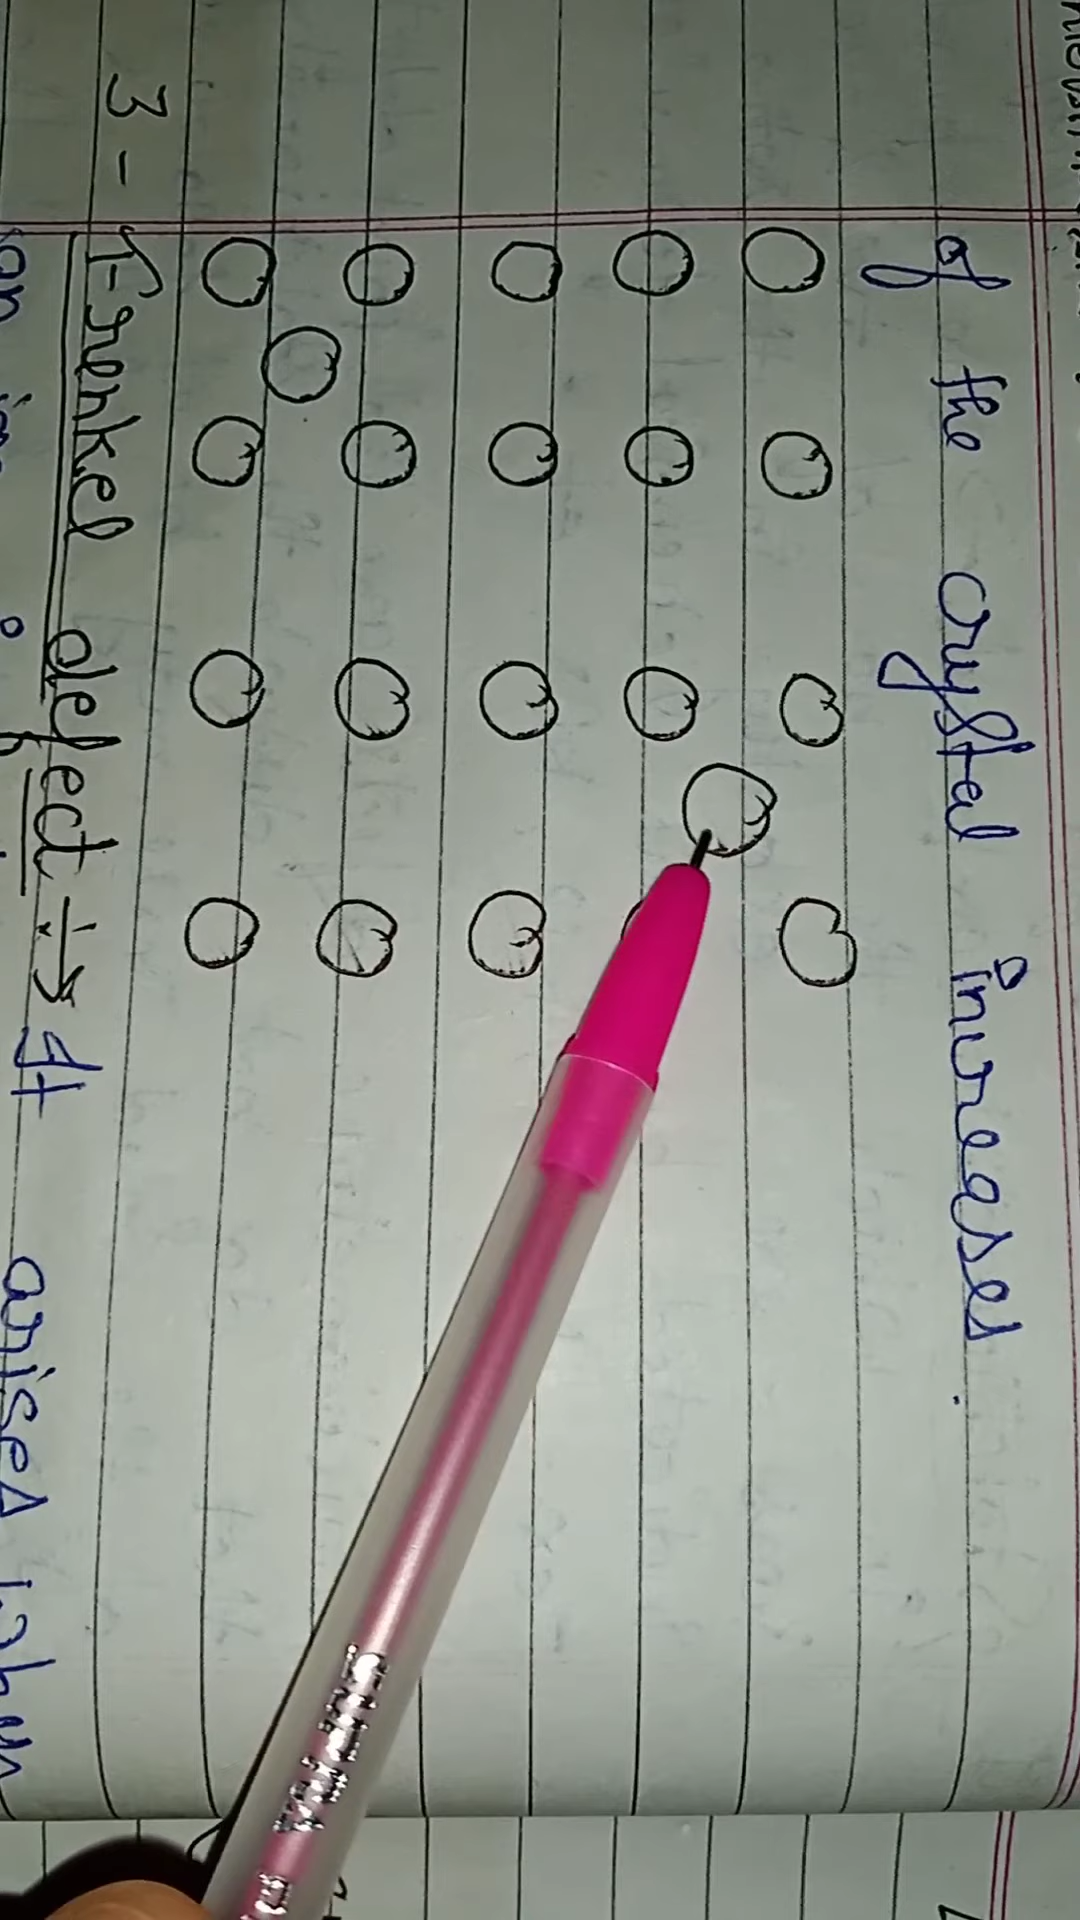 of the crystal increases.
3 - Frenkel defect :→ It arises when